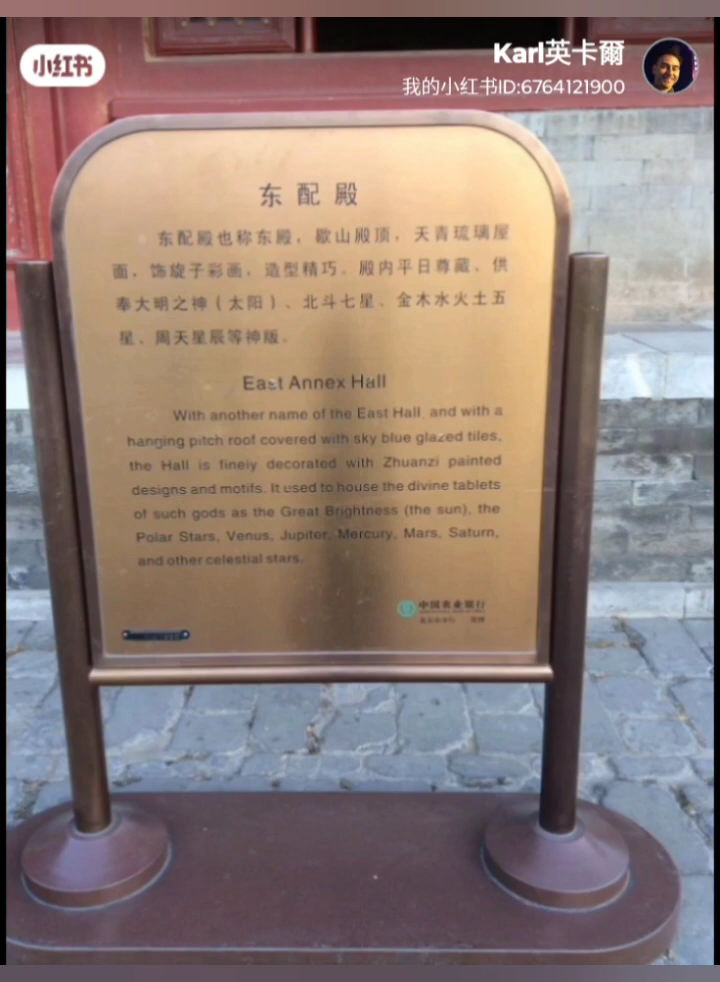 小红书
Karl英卡爾
我的小红书ID:6764121900
东配殿
东配殿也称东殿，歇山殿顶，天青琉璃屋
面，饰旋子彩画，造型精巧。殿内平日尊藏、供
奉大明之神（太阳）、北斗七星、金木水火土五
星、周天星辰等神版。
East Annex Hall
With another name of the East Hall, and with a
hanging pitch roof covered with sky blue glazed tiles,
the Hall is finely decorated with Zhuanzi painted
designs and motifs. It used to house the divine tablets
of such gods as the Great Brightness (the sun), the
Polar Stars, Venus, Jupiter, Mercury, Mars, Saturn,
and other celestial stars.
中国农业银行